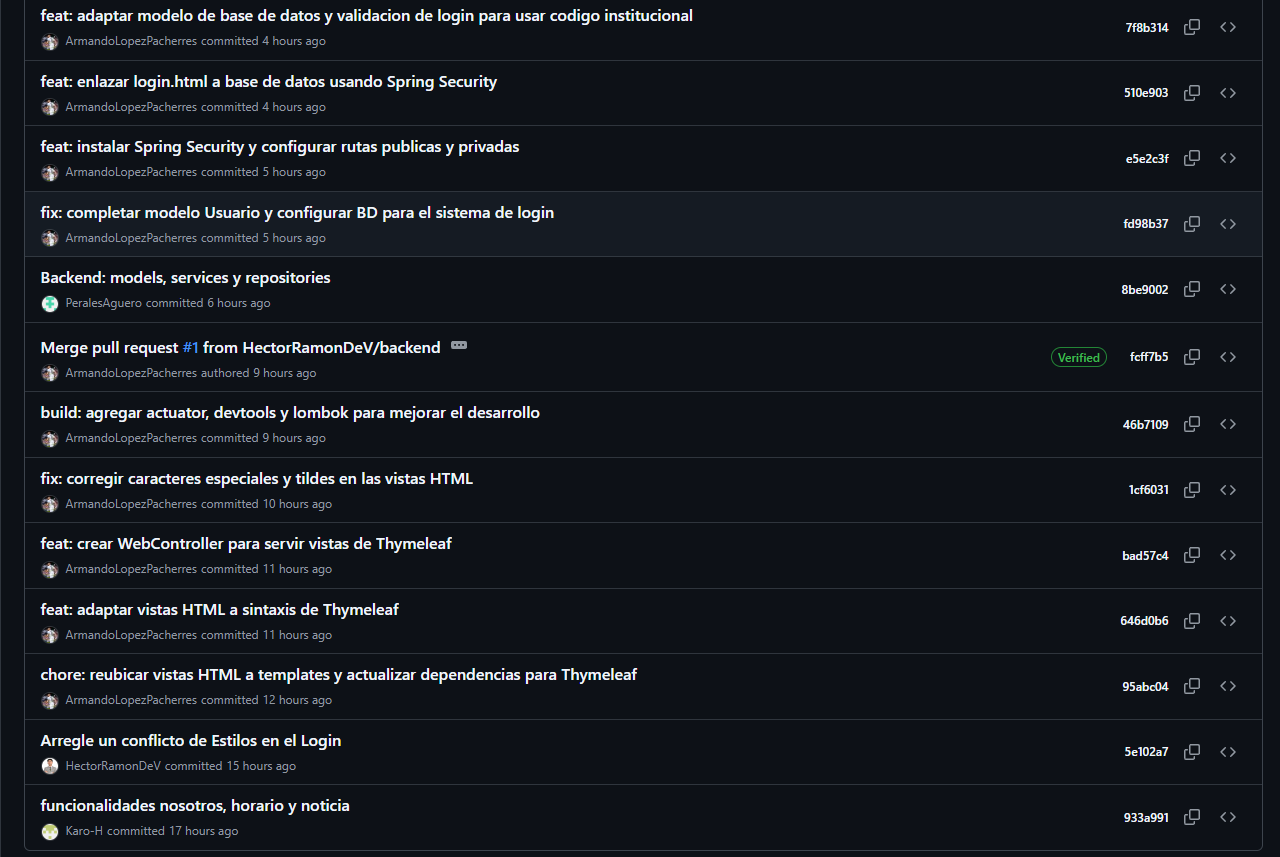 feat: adaptar modelo de base de datos y validacion de login para usar codigo institucional
ArmandoLopezPacherres committed 4 hours ago
7f8b314
feat: enlazar login.html a base de datos usando Spring Security
ArmandoLopezPacherres committed 4 hours ago
510e903
feat: instalar Spring Security y configurar rutas publicas y privadas
ArmandoLopezPacherres committed 5 hours ago
e5e2c3f
fix: completar modelo Usuario y configurar BD para el sistema de login
ArmandoLopezPacherres committed 5 hours ago
fd98b37
Backend: models, services y repositories
PeralesAguero committed 6 hours ago
8be9002
Merge pull request #1 from HectorRamonDeV/backend
ArmandoLopezPacherres authored 9 hours ago
Verified
fcff7b5
build: agregar actuator, devtools y lombok para mejorar el desarrollo
ArmandoLopezPacherres committed 9 hours ago
46b7109
fix: corregir caracteres especiales y tildes en las vistas HTML
ArmandoLopezPacherres committed 10 hours ago
1cf6031
feat: crear WebController para servir vistas de Thymeleaf
ArmandoLopezPacherres committed 11 hours ago
bad57c4
feat: adaptar vistas HTML a sintaxis de Thymeleaf
ArmandoLopezPacherres committed 11 hours ago
646d0b6
chore: reubicar vistas HTML a templates y actualizar dependencias para Thymeleaf
ArmandoLopezPacherres committed 12 hours ago
95abc04
Arregle un conflicto de Estilos en el Login
HectorRamonDeV committed 15 hours ago
5e102a7
funcionalidades nosotros, horario y noticia
Karo-H committed 17 hours ago
933a991